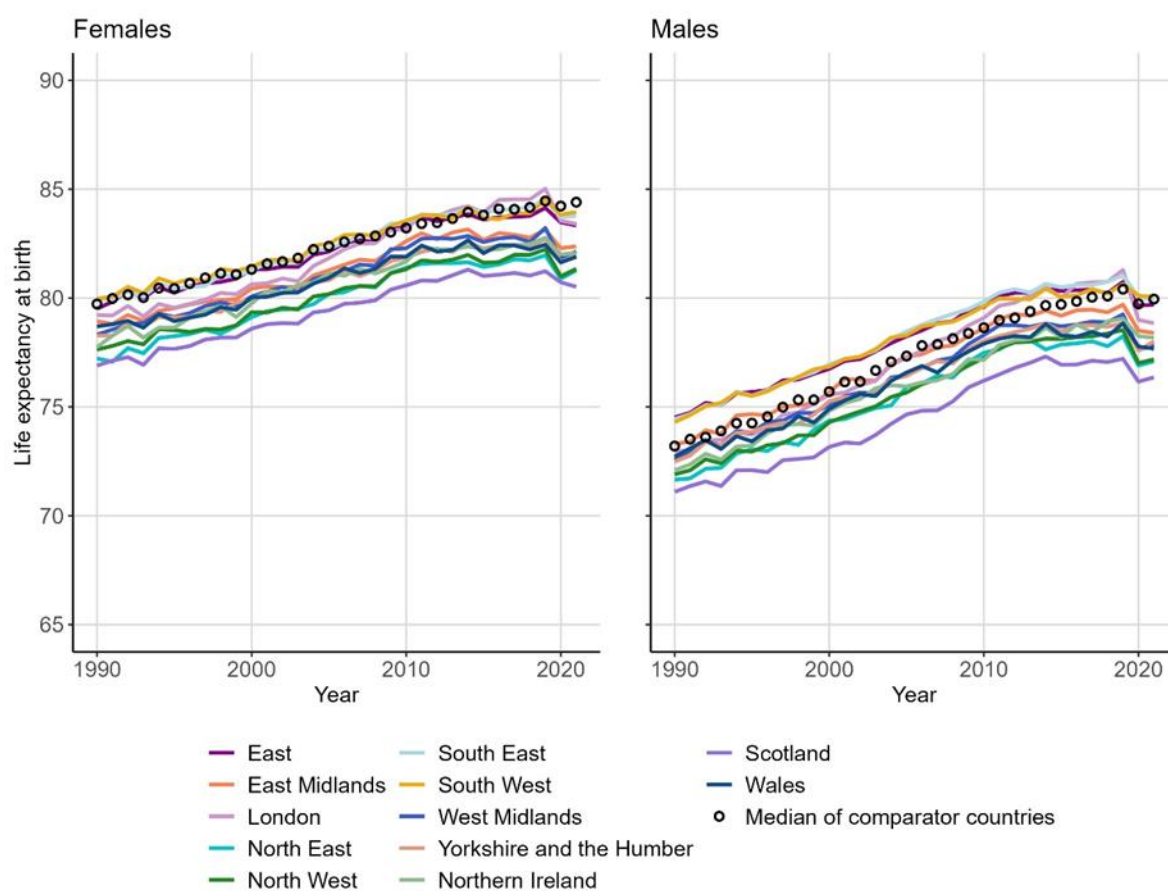 Females
Males
Life expectancy at birth
90
85
80
75
70
65
1990 2000 2010 2020
1990 2000 2010 2020
Year
Year
East
East Midlands
London
North East
North West
South East
South West
West Midlands
Yorkshire and the Humber
Northern Ireland
Scotland
Wales
Median of comparator countries